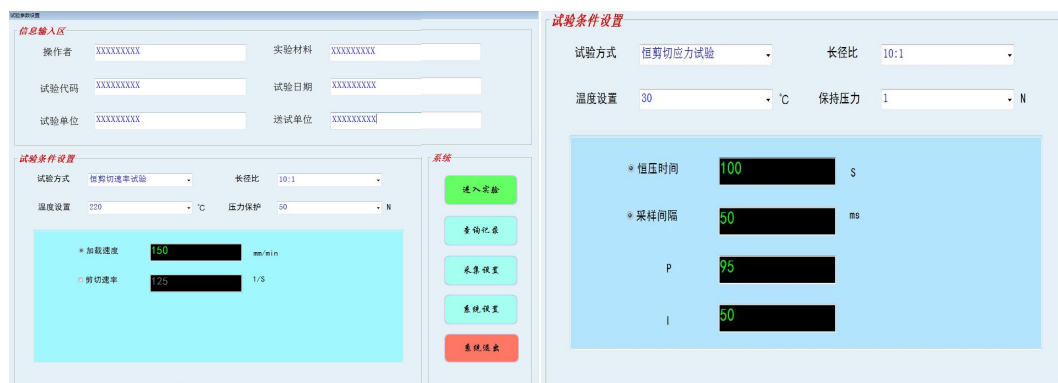 试验参数设置
信息输入区
操作者 XXXXXXXXX 实验材料 XXXXXXXXX
试验代码 XXXXXXXXX 试验日期 XXXXXXXXX
试验单位 XXXXXXXXX 送试单位 XXXXXXXXX
试验条件设置
试验方式 恒剪切速率试验 长径比 10:1
温度设置 220 °C 压力保护 50 N
加载速度 150 mm/min
剪切速率 125 1/S
系统
进入实验
查询记录
采集设置
系统设置
系统退出
试验条件设置
试验方式 恒剪切应力试验 长径比 10:1
温度设置 30 °C 保持压力 1 N
恒压时间 100 S
采样间隔 50 ms
P 95
I 50